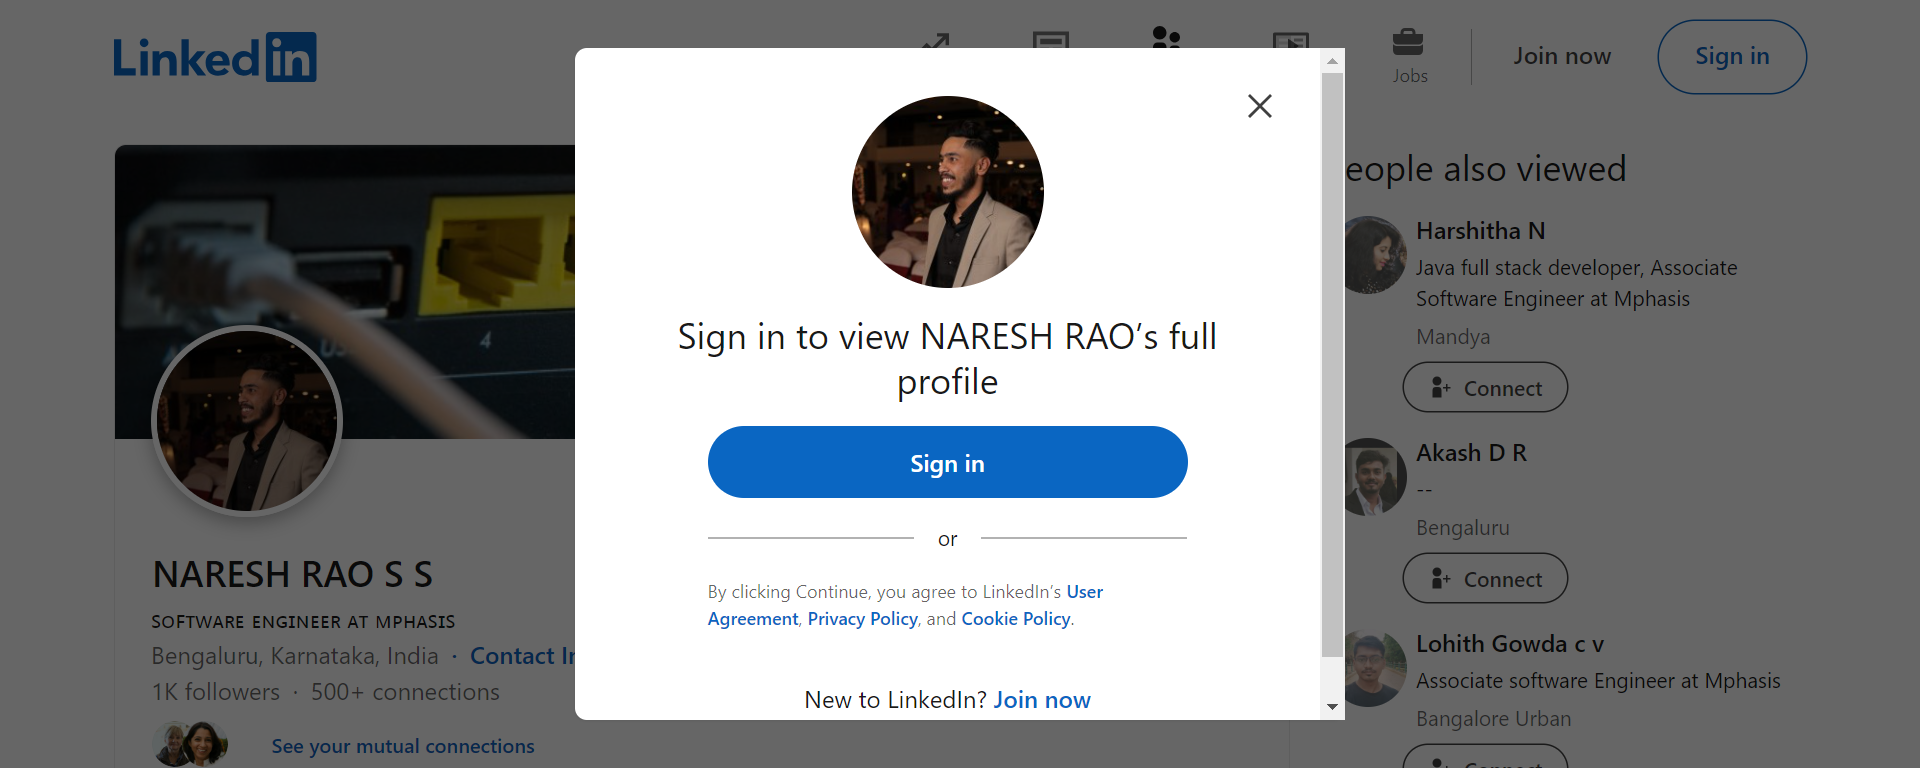 LinkedIn
Jobs
Join now
Sign in
Sign in to view NARESH RAO’s full
profile
Sign in
or
By clicking Continue, you agree to LinkedIn’s User
Agreement, Privacy Policy, and Cookie Policy.
New to LinkedIn? Join now
4
NARESH RAO S S
SOFTWARE ENGINEER AT MPHASIS
Bengaluru, Karnataka, India · Contact In
1K followers · 500+ connections
See your mutual connections
eople also viewed
Harshitha N
Java full stack developer, Associate
Software Engineer at Mphasis
Mandya
Connect
Akash D R
--
Bengaluru
Connect
Lohith Gowda c v
Associate software Engineer at Mphasis
Bangalore Urban
Connect